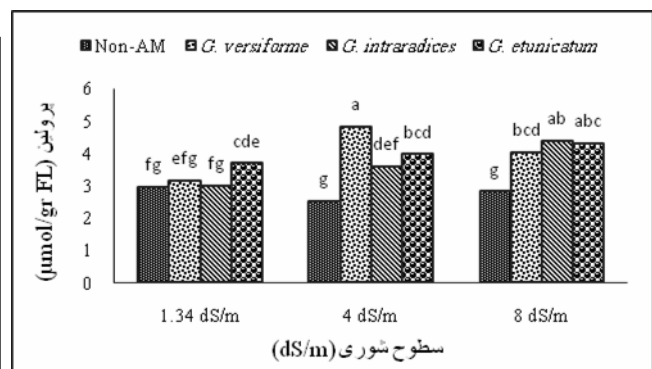 Non-AM G. versiforme G. intraradices G. etunicatum
پرولین (µmol/gr FL)
6
5
4
3
2
1
0
fg efg fg cde
g a def bcd
g bcd ab abc
1.34 dS/m 4 dS/m 8 dS/m
سطوح شوری (dS/m)